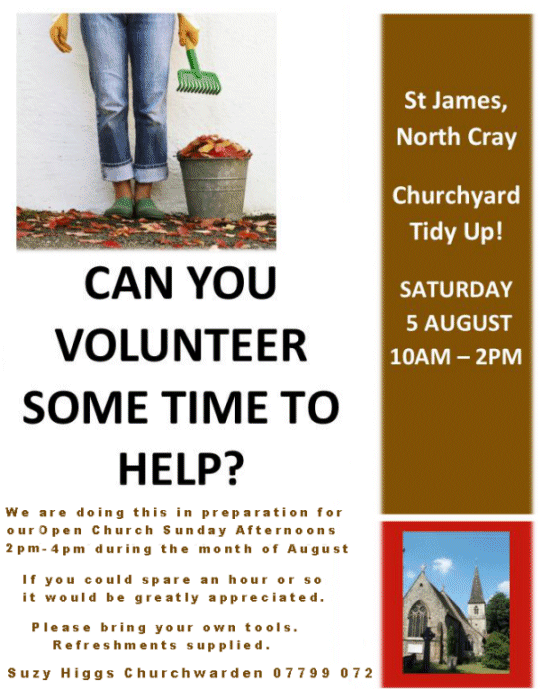 St James,
North Cray
Churchyard
Tidy Up!
SATURDAY
5 AUGUST
10AM – 2PM
CAN YOU
VOLUNTEER
SOME TIME TO
HELP?
We are doing this in preparation for
our Open Church Sunday Afternoons
2pm-4pm during the month of August
If you could spare an hour or so
it would be greatly appreciated.
Please bring your own tools.
Refreshments supplied.
Suzy Higgs Churchwarden 07799 072